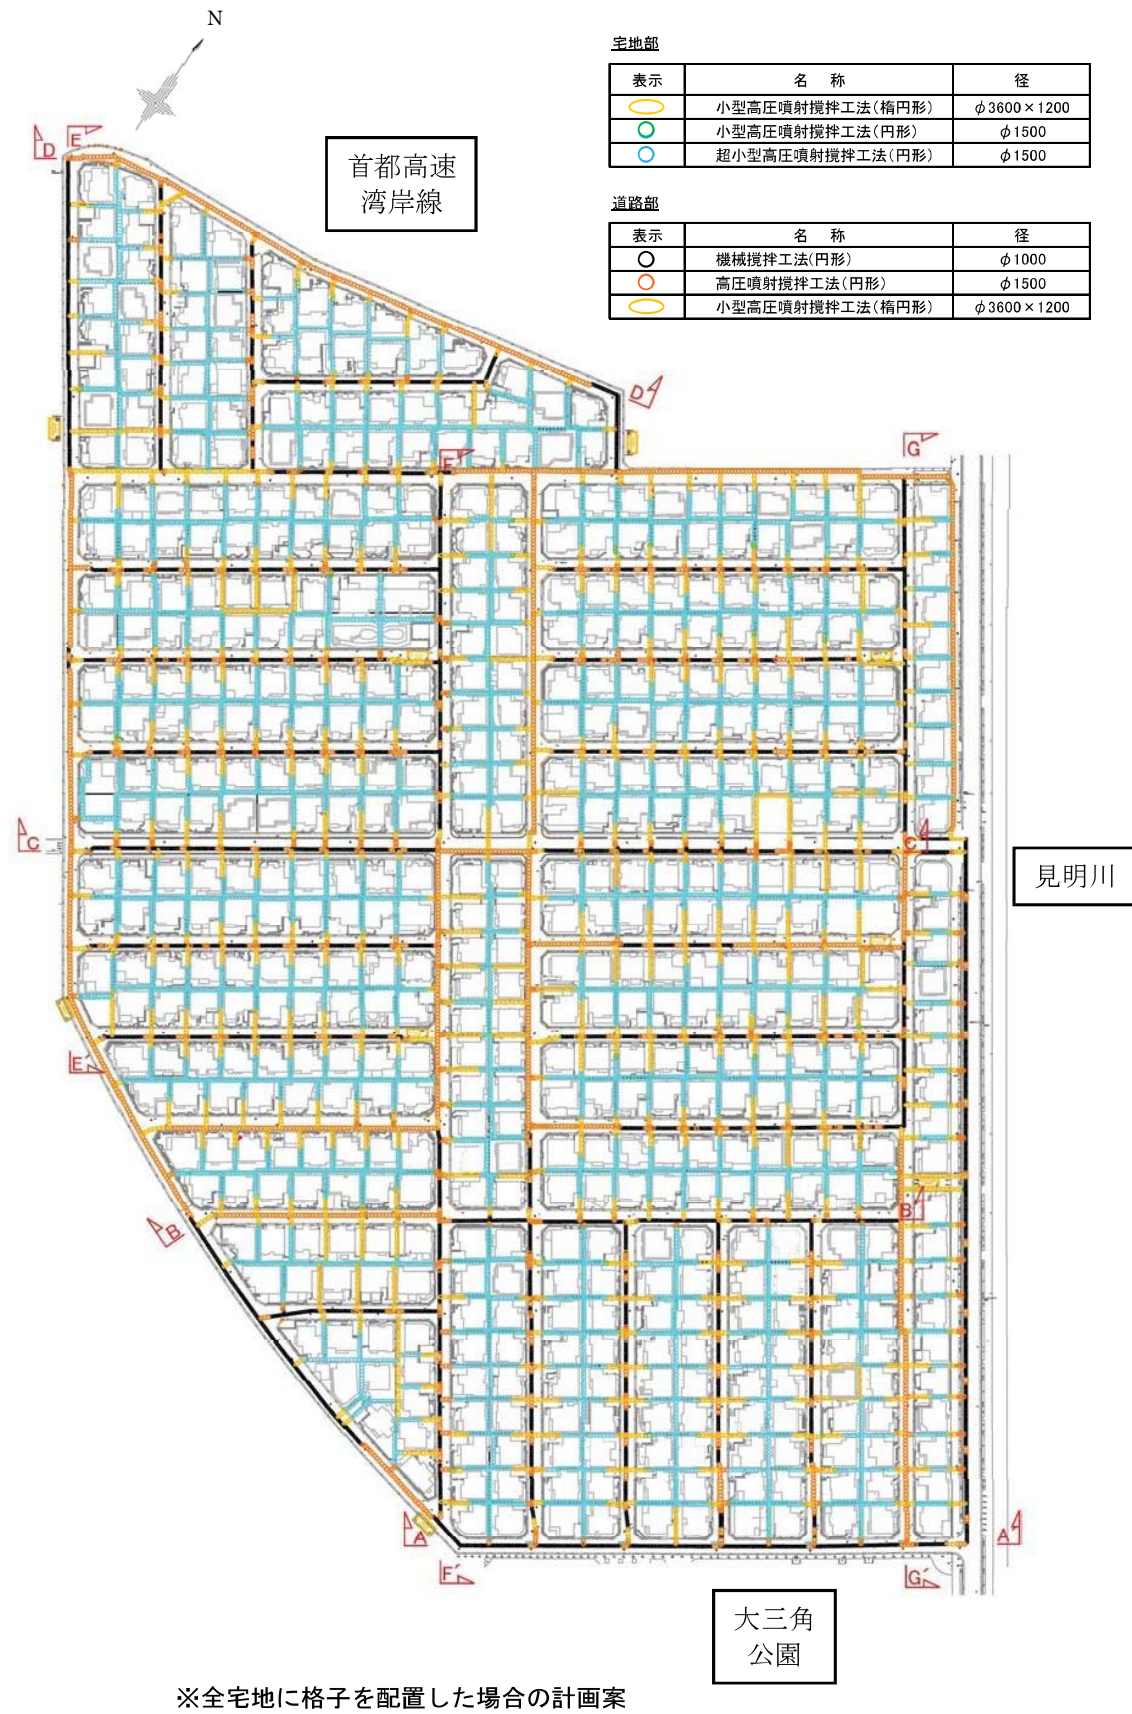 N
宅地部
表示 名 称 径
小型高圧噴射撹拌工法(楕円形) φ3600×1200
小型高圧噴射撹拌工法(円形) φ1500
超小型高圧噴射撹拌工法(円形) φ1500
首都高速
湾岸線
道路部
表示 名 称 径
機械撹拌工法(円形) φ1000
高圧噴射撹拌工法(円形) φ1500
小型高圧噴射撹拌工法(楕円形) φ3600×1200
D
E
D´
F
G
C
C´
見明川
E´
B
B´
A
A´
F´
G´
大三角
公園
※全宅地に格子を配置した場合の計画案